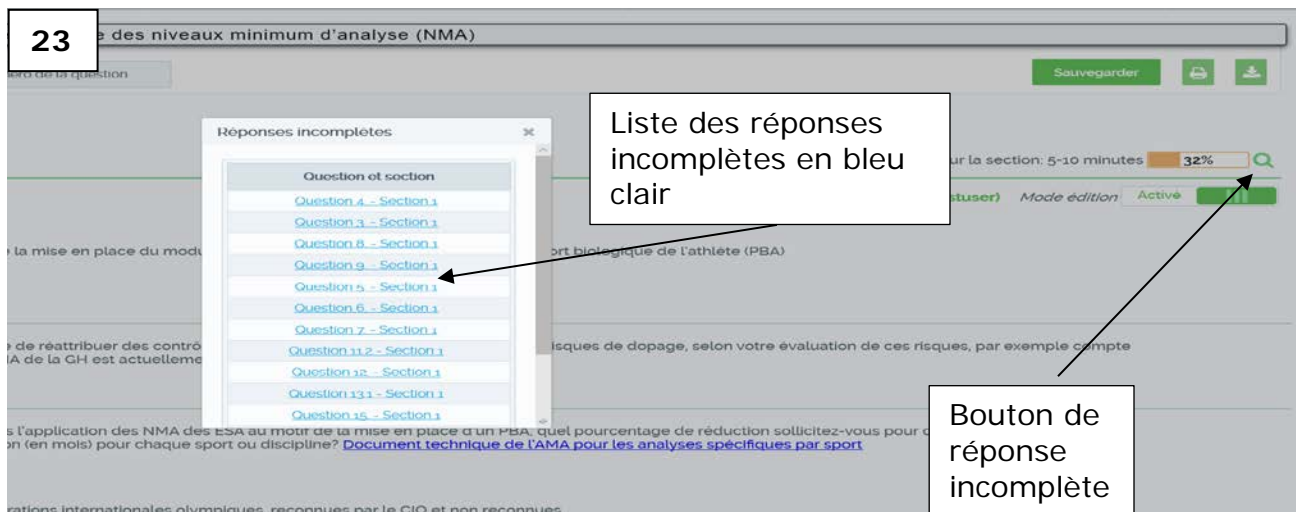 23
des niveaux minimum d'analyse (NMA)
de la question
Sauvegarder
Réponses incomplètes
Question et section
Question 4. - Section 1
Question 3. - Section 1
Question 8. - Section 1
Question 9. - Section 1
Question 5. - Section 1
Question 6. - Section 1
Question 7. - Section 1
Question 11.2 - Section 1
Question 12. - Section 1
Question 13.1 - Section 1
Question 15. - Section 1
Liste des réponses
incomplètes en bleu
clair
la section: 5-10 minutes 32%
stuser) Mode édition Activé
la mise en place du modu
ort biologique de l'athlète (PBA)
de réattribuer des contrô
isques de dopage, selon votre évaluation de ces risques, par exemple compte
MA de la GH est actuelleme
s l'application des NMA des ESA au motif de la mise en place d'un PBA, quel pourcentage de réduction sollicitez-vous pour
on (en mois) pour chaque sport ou discipline? Document technique de l'AMA pour les analyses spécifiques par sport
Bouton de
réponse
incomplète
rations internationales olympiques, reconnues par le CIO et non reconnues